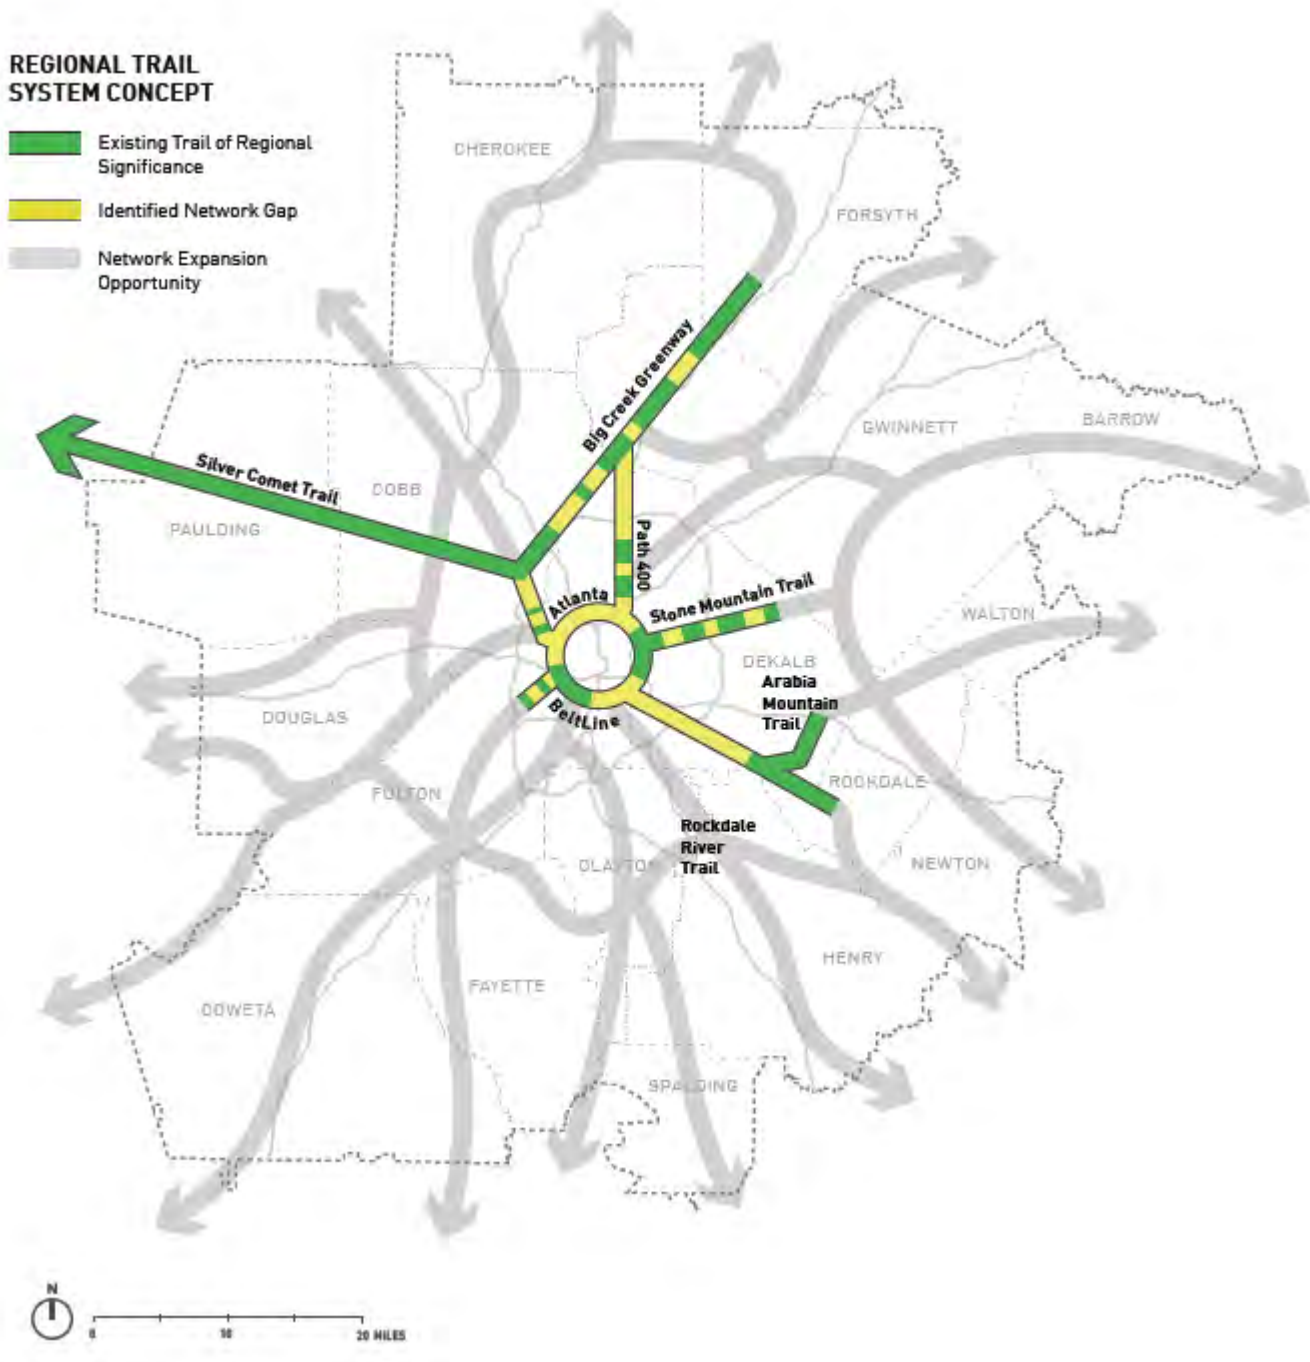 REGIONAL TRAIL
SYSTEM CONCEPT
Existing Trail of Regional
Significance
Identified Network Gap
Network Expansion
Opportunity
CHEROKEE
FORSYTH
Big Creek Greenway
GWINNETT
BARROW
Silver Comet Trail
COBB
PAULDING
Path 400
Atlanta
Stone Mountain Trail
WALTON
DEKALB
Arabia
Mountain
Trail
DOUGLAS
BeltLine
ROCKDALE
FULTON
Rockdale
River
Trail
CLAYTON
NEWTON
HENRY
FAYETTE
COWETA
SPALDING
N
0 10 20 MILES